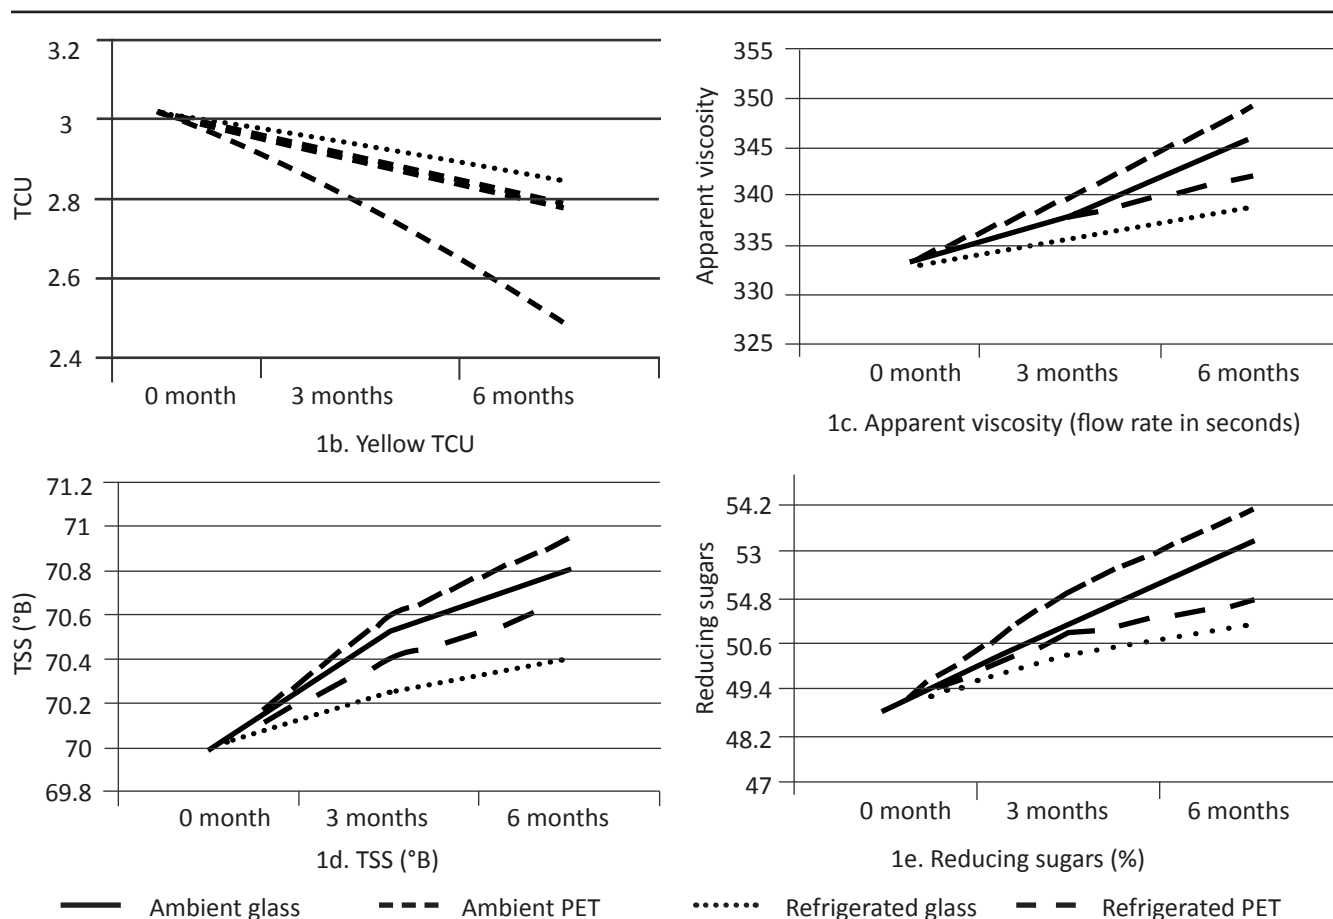 3.2
3
2.8
2.6
2.4
TCU
0 month 3 months 6 months
1b. Yellow TCU
355
350
345
340
335
330
325
Apparent viscosity
0 month 3 months 6 months
1c. Apparent viscosity (flow rate in seconds)
71.2
71
70.8
70.6
70.4
70.2
70
69.8
TSS (°B)
0 month 3 months 6 months
1d. TSS (°B)
54.2
53
54.8
50.6
49.4
48.2
47
Reducing sugars
0 month 3 months 6 months
1e. Reducing sugars (%)
Ambient glass Ambient PET Refrigerated glass Refrigerated PET